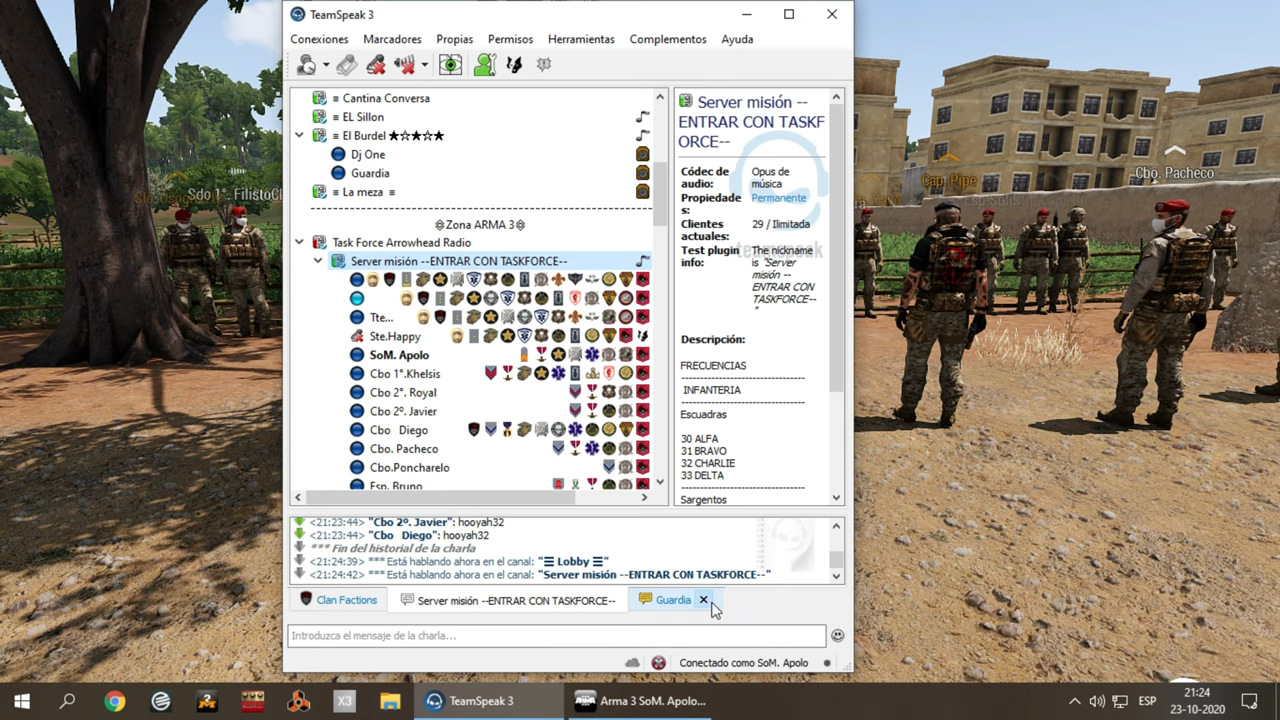 TeamSpeak 3
Conexiones Marcadores Propias Permisos Herramientas Complementos Ayuda
≡ Cantina Conversa
≡ EL Sillon
≡ El Burdel ★☆★☆★
Dj One
Guardia
≡ La meza ≡
Zona ARMA 3
Task Force Arrowhead Radio
Server misión --ENTRAR CON TASKFORCE--
Tte...
Ste.Happy
SoM. Apolo
Cbo 1°.Khelsis
Cbo 2°. Royal
Cbo 2º. Javier
Cbo Diego
Cbo. Pacheco
Cbo.Poncharelo
Esp. Bruno
Server misión --
ENTRAR CON TASKF
ORCE--
Códec de audio: Opus de música
Propiedades: Permanente
Clientes actuales: 29 / Ilimitada
Test plugin info: The nickname is "Server misión -- ENTRAR CON TASKFORCE--"
teamspeak
Descripción:
FRECUENCIAS
INFANTERIA
Escuadras
30 ALFA
31 BRAVO
32 CHARLIE
33 DELTA
Sargentos
<21:23:44> "Cbo 2º. Javier": hooyah32
<21:23:44> "Cbo Diego": hooyah32
*** Fin del historial de la charla
<21:24:39> *** Está hablando ahora en el canal: "☰ Lobby ☰"
<21:24:42> *** Está hablando ahora en el canal: "Server misión --ENTRAR CON TASKFORCE--"
Clan Factions Server misión --ENTRAR CON TASKFORCE-- Guardia
Introduzca el mensaje de la charla...
Conectado como SoM. Apolo
Sdo 1°. FilistoCl
Cap. Pipe
Cbo. Pacheco
X3
TeamSpeak 3
Arma 3 SoM. Apolo...
ESP
21:24
23-10-2020